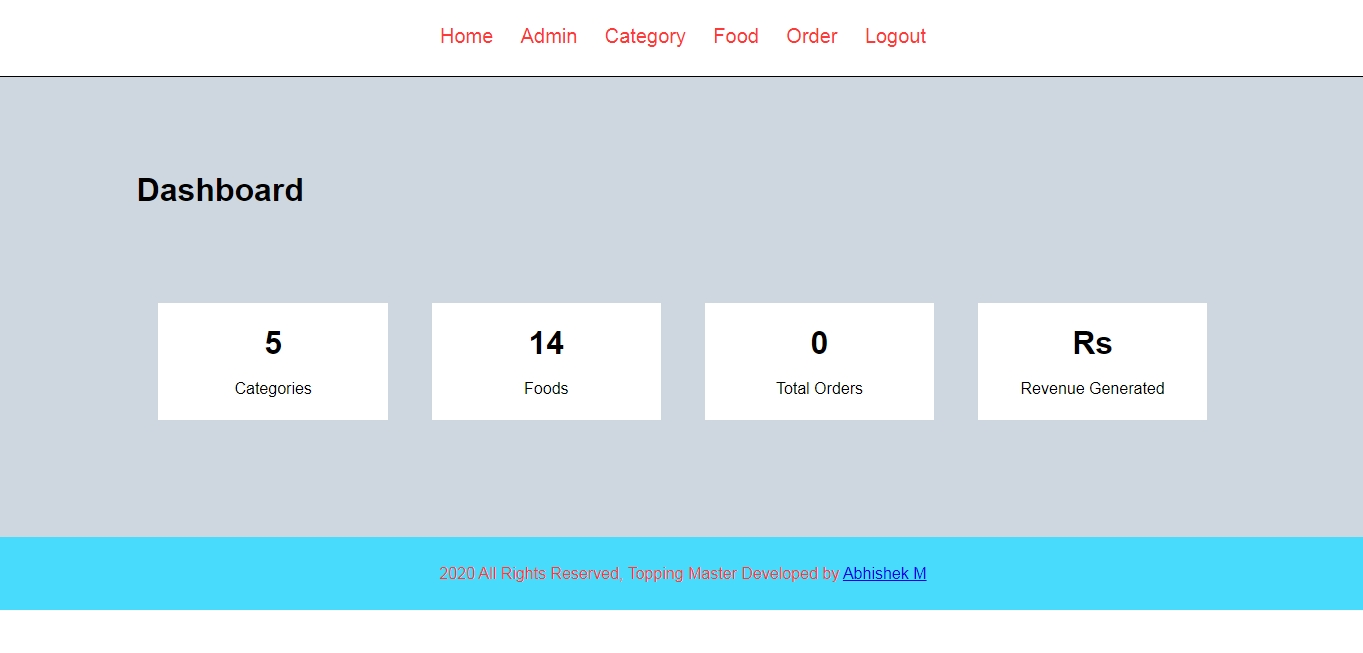 Home Admin Category Food Order Logout
Dashboard
5 14 0 Rs
Categories Foods Total Orders Revenue Generated
2020 All Rights Reserved, Topping Master Developed by Abhishek M